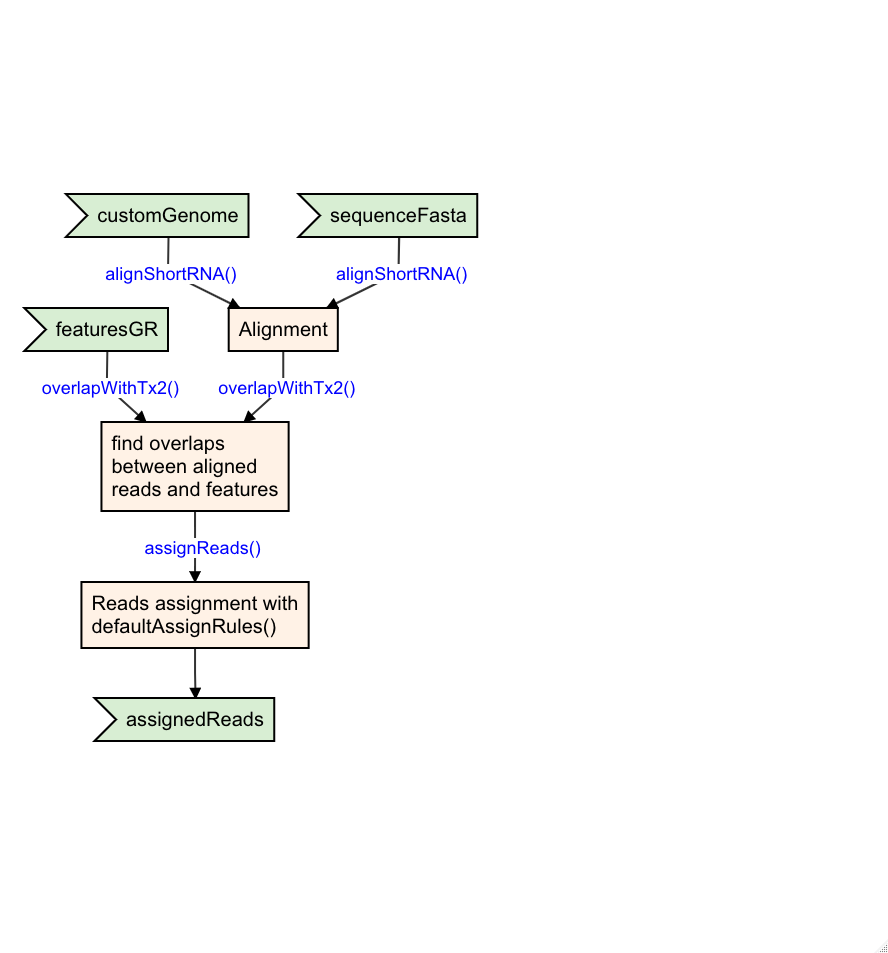 customGenome
sequenceFasta
alignShortRNA()
alignShortRNA()
featuresGR
Alignment
overlapWithTx2()
overlapWithTx2()
find overlaps
between aligned
reads and features
assignReads()
Reads assignment with
defaultAssignRules()
assignedReads